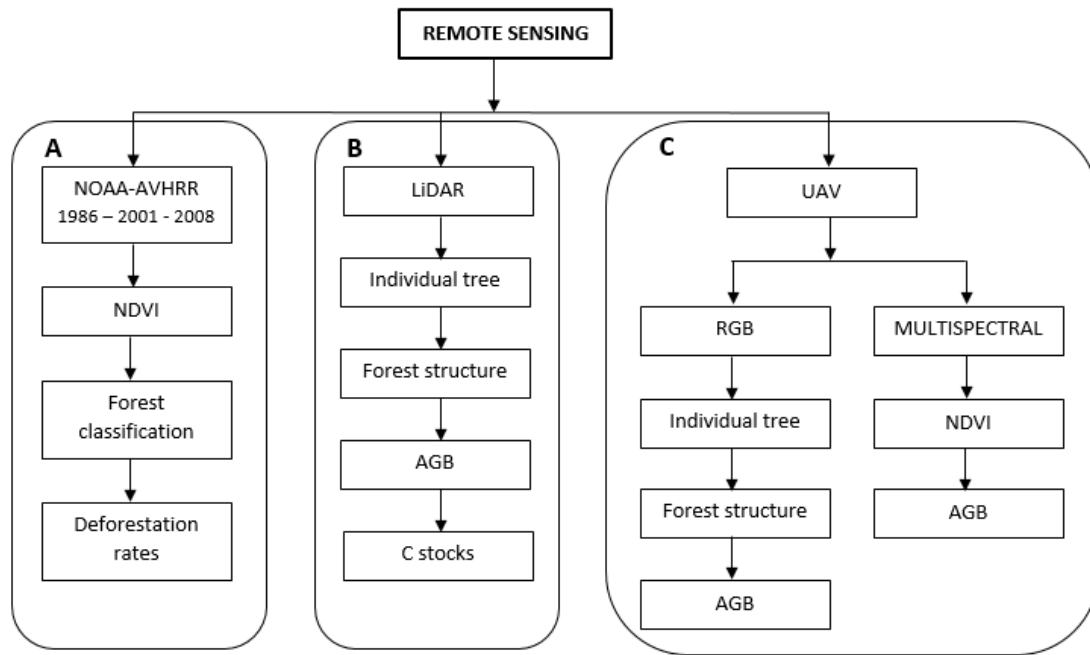 REMOTE SENSING
A
NOAA-AVHRR
1986 – 2001 - 2008
NDVI
Forest
classification
Deforestation
rates
B
LiDAR
Individual tree
Forest structure
AGB
C stocks
C
UAV
RGB
Individual tree
Forest structure
AGB
MULTISPECTRAL
NDVI
AGB